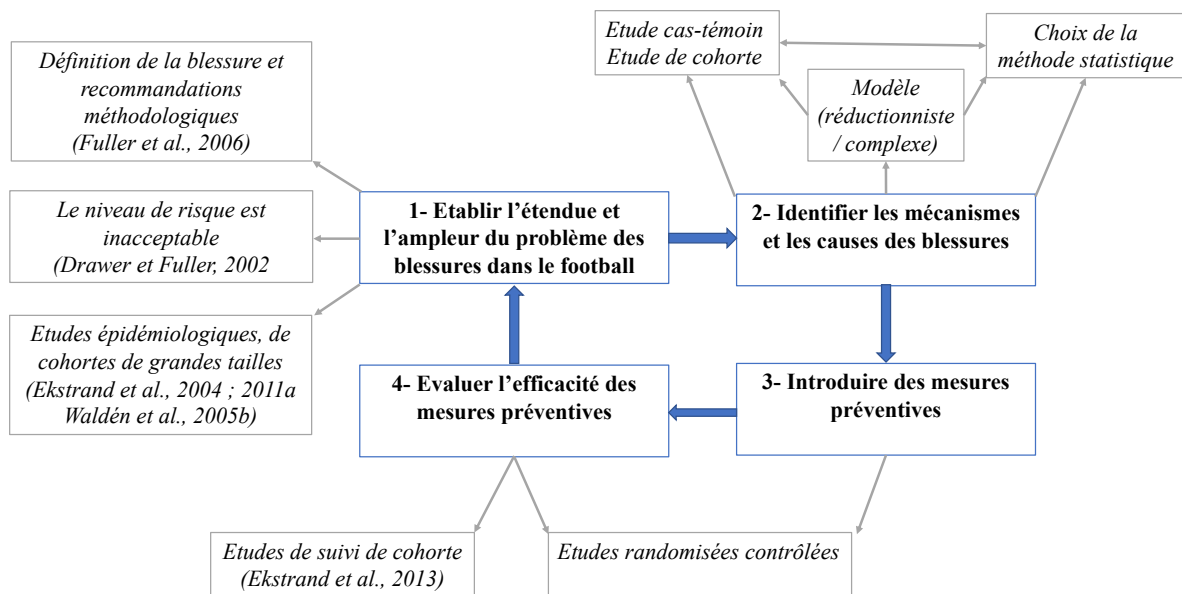 Définition de la blessure et
recommandations
méthodologiques
(Fuller et al., 2006)
Le niveau de risque est
inacceptable
(Drawer et Fuller, 2002
Etudes épidémiologiques, de
cohortes de grandes tailles
(Ekstrand et al., 2004 ; 2011a
Waldén et al., 2005b)
1- Etablir l’étendue et
l’ampleur du problème des
blessures dans le football
Etude cas-témoin
Etude de cohorte
Modèle
(réductionniste
/ complexe)
Choix de la
méthode statistique
2- Identifier les mécanismes
et les causes des blessures
3- Introduire des mesures
préventives
4- Evaluer l’efficacité des
mesures préventives
Etudes de suivi de cohorte
(Ekstrand et al., 2013)
Etudes randomisées contrôlées